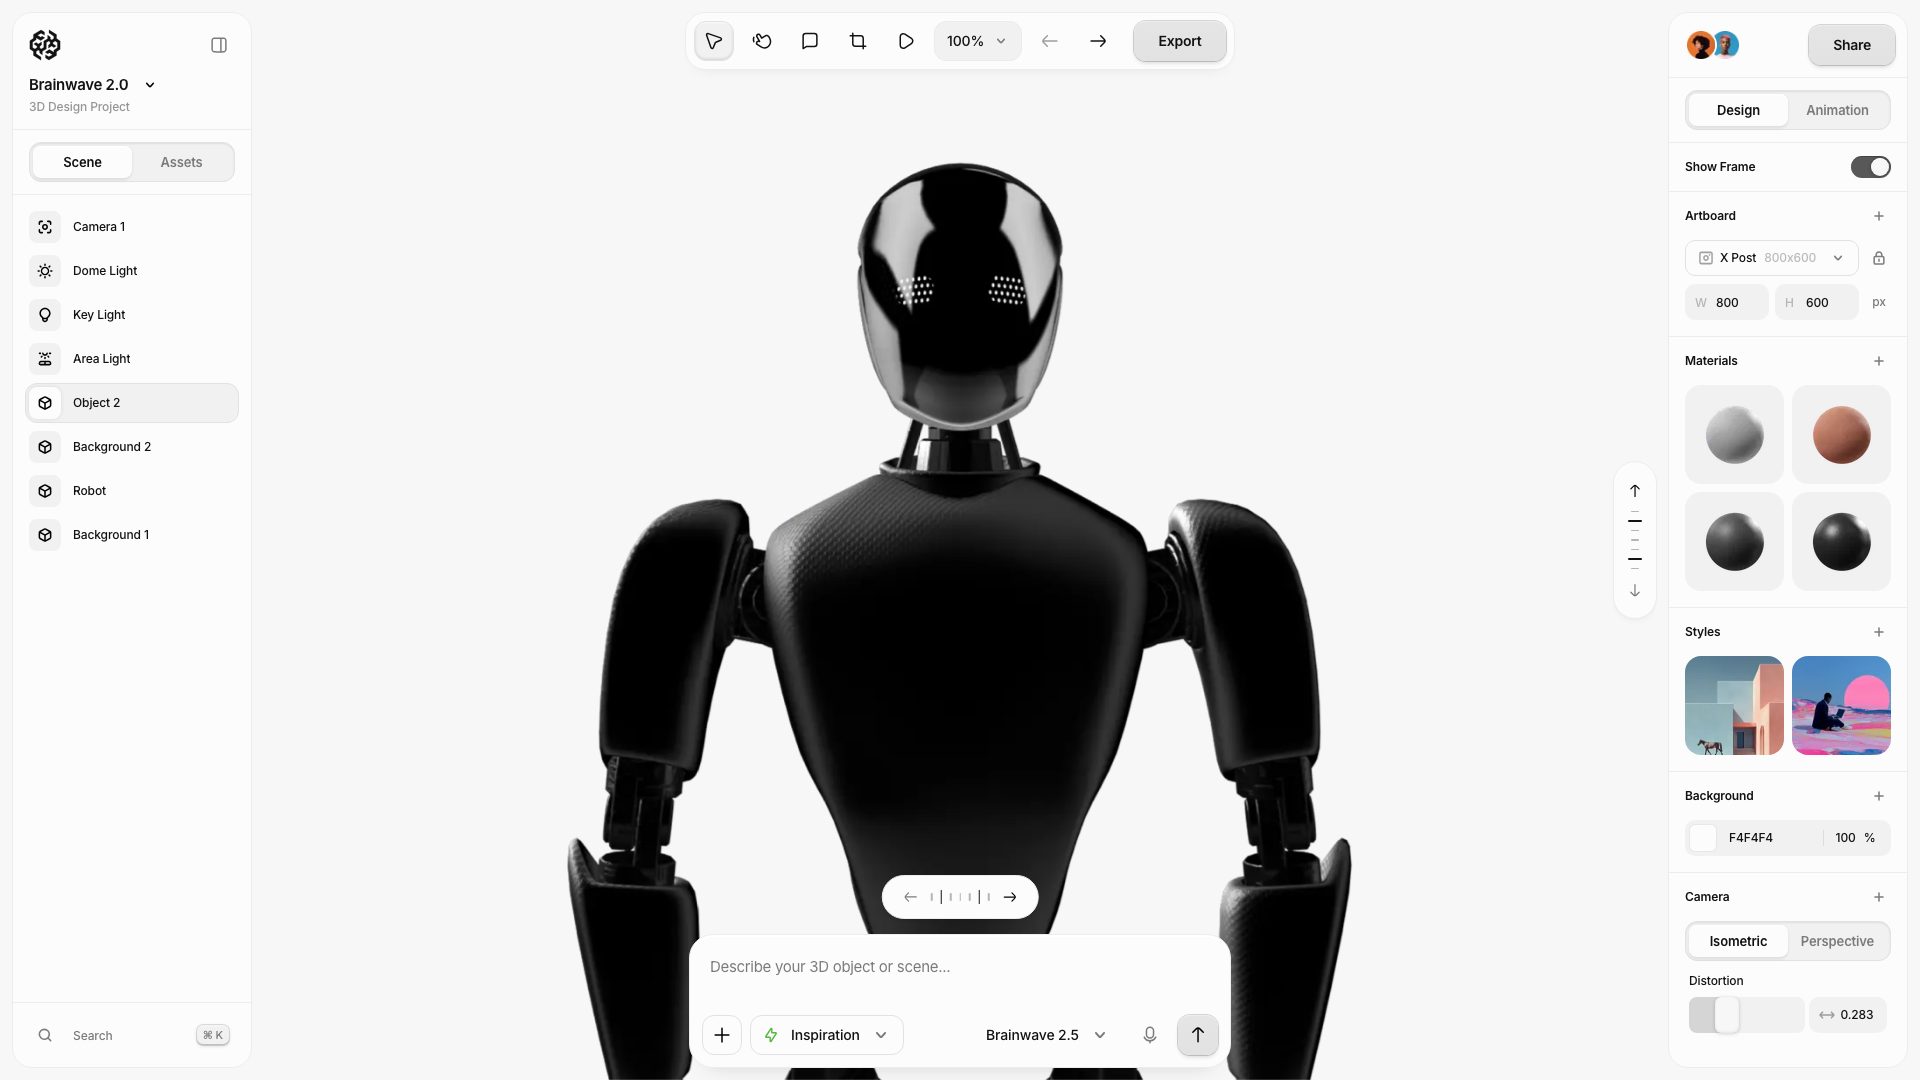 Brainwave 2.0
3D Design Project
Scene
Assets
Camera 1
Dome Light
Key Light
Area Light
Object 2
Background 2
Robot
Background 1
Search
⌘ K
100%
Export
Describe your 3D object or scene...
Inspiration
Brainwave 2.5
Share
Design
Animation
Show Frame
Artboard
X Post 800x600
W 800
H 600
px
Materials
Styles
Background
F4F4F4
100 %
Camera
Isometric
Perspective
Distortion
0.283